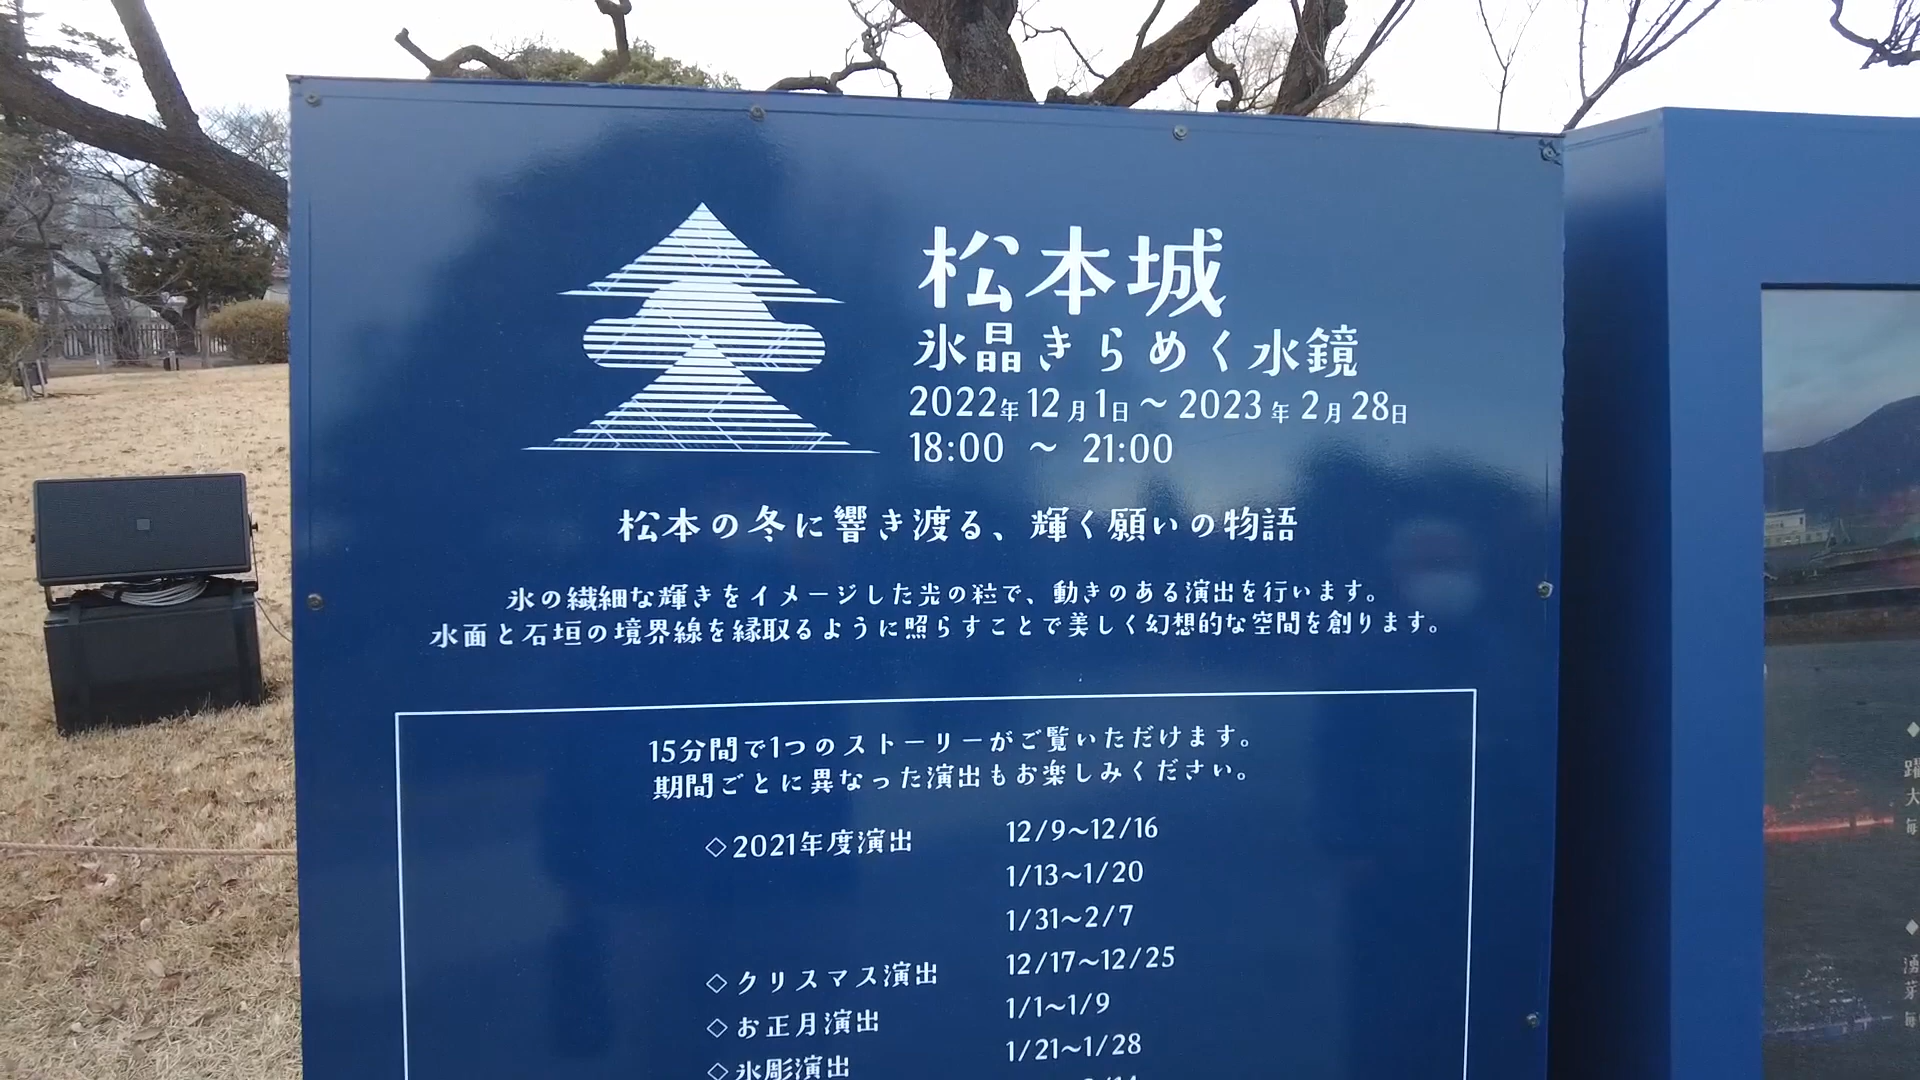 松本城
氷晶きらめく水鏡
2022年12月1日～2023年2月28日
18:00 ～ 21:00
松本の冬に響き渡る、輝く願いの物語
氷の繊細な輝きをイメージした光の粒で、動きのある演出を行います。
水面と石垣の境界線を縁取るように照らすことで美しく幻想的な空間を創ります。
15分間で1つのストーリーがご覧いただけます。
期間ごとに異なった演出もお楽しみください。
◇2021年度演出 12/9～12/16
1/13～1/20
1/31～2/7
◇クリスマス演出 12/17～12/25
◇お正月演出 1/1～1/9
◇氷彫演出 1/21～1/28